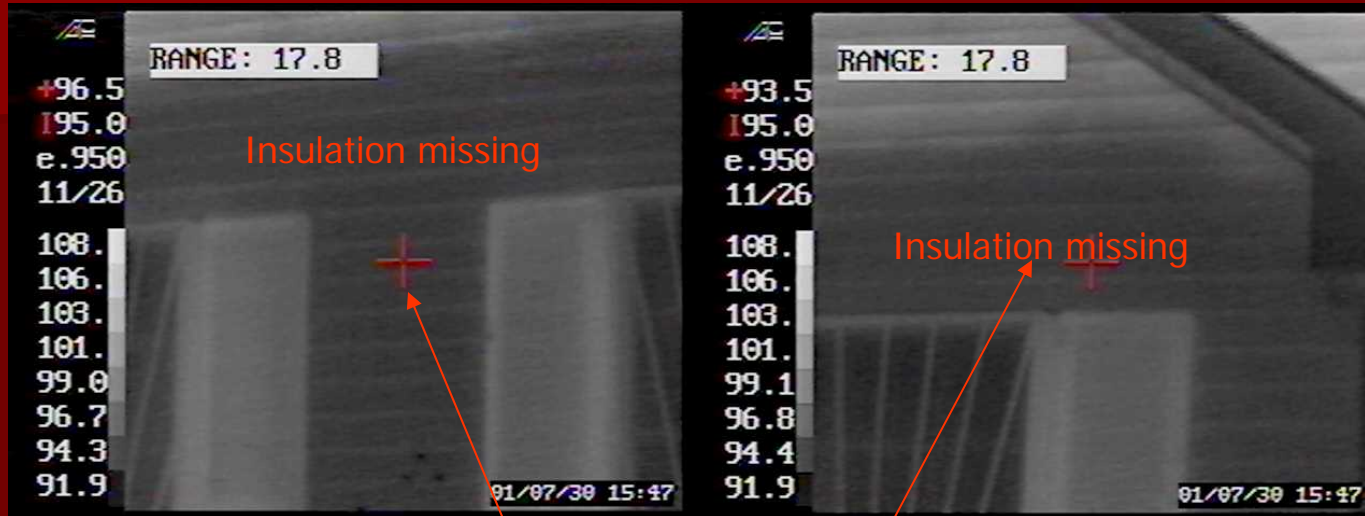 RANGE: 17.8
+96.5
I95.0
e.950
11/26
Insulation missing
108.
106.
103.
101.
99.0
96.7
94.3
91.9
01/07/30 15:47
RANGE: 17.8
+93.5
I95.0
e.950
11/26
Insulation missing
108.
106.
103.
101.
99.1
96.8
94.4
91.9
01/07/30 15:47